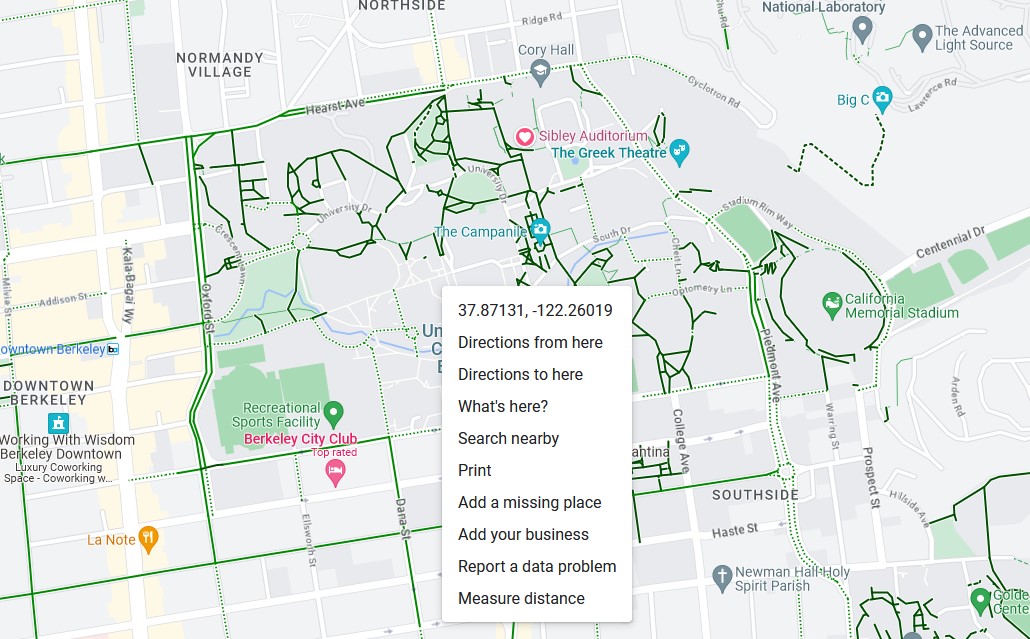 NORTHSIDE
National Laboratory
Ridge Rd
The Advanced
Light Source
NORMANDY
VILLAGE
Cory Hall
Cyclotron Rd
Big C
Lawrence Rd
Hearst Ave
Sibley Auditorium
The Greek Theatre
University Dr
University Dr
Stadium Rim Way
Centennial Dr
The Campanile
South Dr
Crescent Lawn
Cheit Ln
Kala Bagai Wy
Milvia St
Addison St
Oxford St
Optometry Ln
California
Memorial Stadium
37.87131, -122.26019
Directions from here
Directions to here
What's here?
Search nearby
Print
Add a missing place
Add your business
Report a data problem
Measure distance
Un
C
B
owntown Berkeley
DOWNTOWN
BERKELEY
Piedmont Ave
Arden Rd
Warring St
Recreational
Sports Facility
Berkeley City Club
Top rated
Working With Wisdom
Berkeley Downtown
Luxury Coworking
Space - Coworking w...
College Ave
antina
Prospect St
SOUTHSIDE
Hillside Ave
La Note
Ellsworth St
Dana St
Haste St
Newman Hall-Holy
Spirit Parish
Golde
Cente